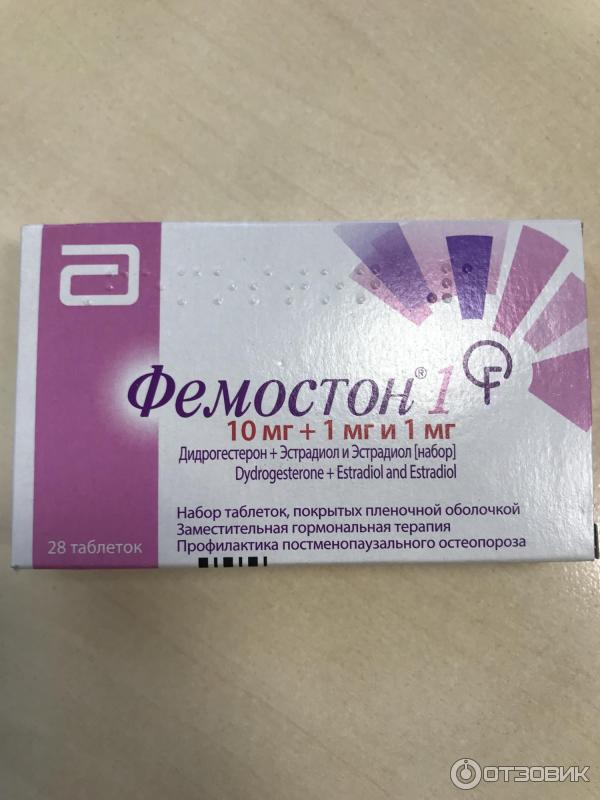 Фемостон® 1
10 мг + 1 мг и 1 мг
Дидрогестерон + Эстрадиол и Эстрадиол [набор]
Dydrogesterone + Estradiol and Estradiol
Набор таблеток, покрытых пленочной оболочкой
Заместительная гормональная терапия
Профилактика постменопаузального остеопороза
28 таблеток
ОТЗОВИК